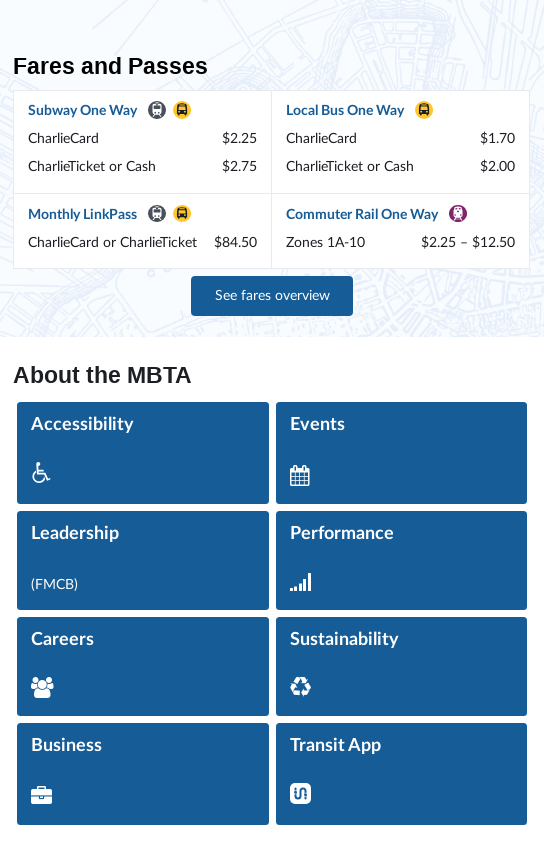 Fares and Passes
Subway One Way
CharlieCard $2.25
CharlieTicket or Cash $2.75
Local Bus One Way
CharlieCard $1.70
CharlieTicket or Cash $2.00
Monthly LinkPass
CharlieCard or CharlieTicket $84.50
Commuter Rail One Way
Zones 1A-10 $2.25 – $12.50
See fares overview
About the MBTA
Accessibility
Events
Leadership
(FMCB)
Performance
Careers
Sustainability
Business
Transit App